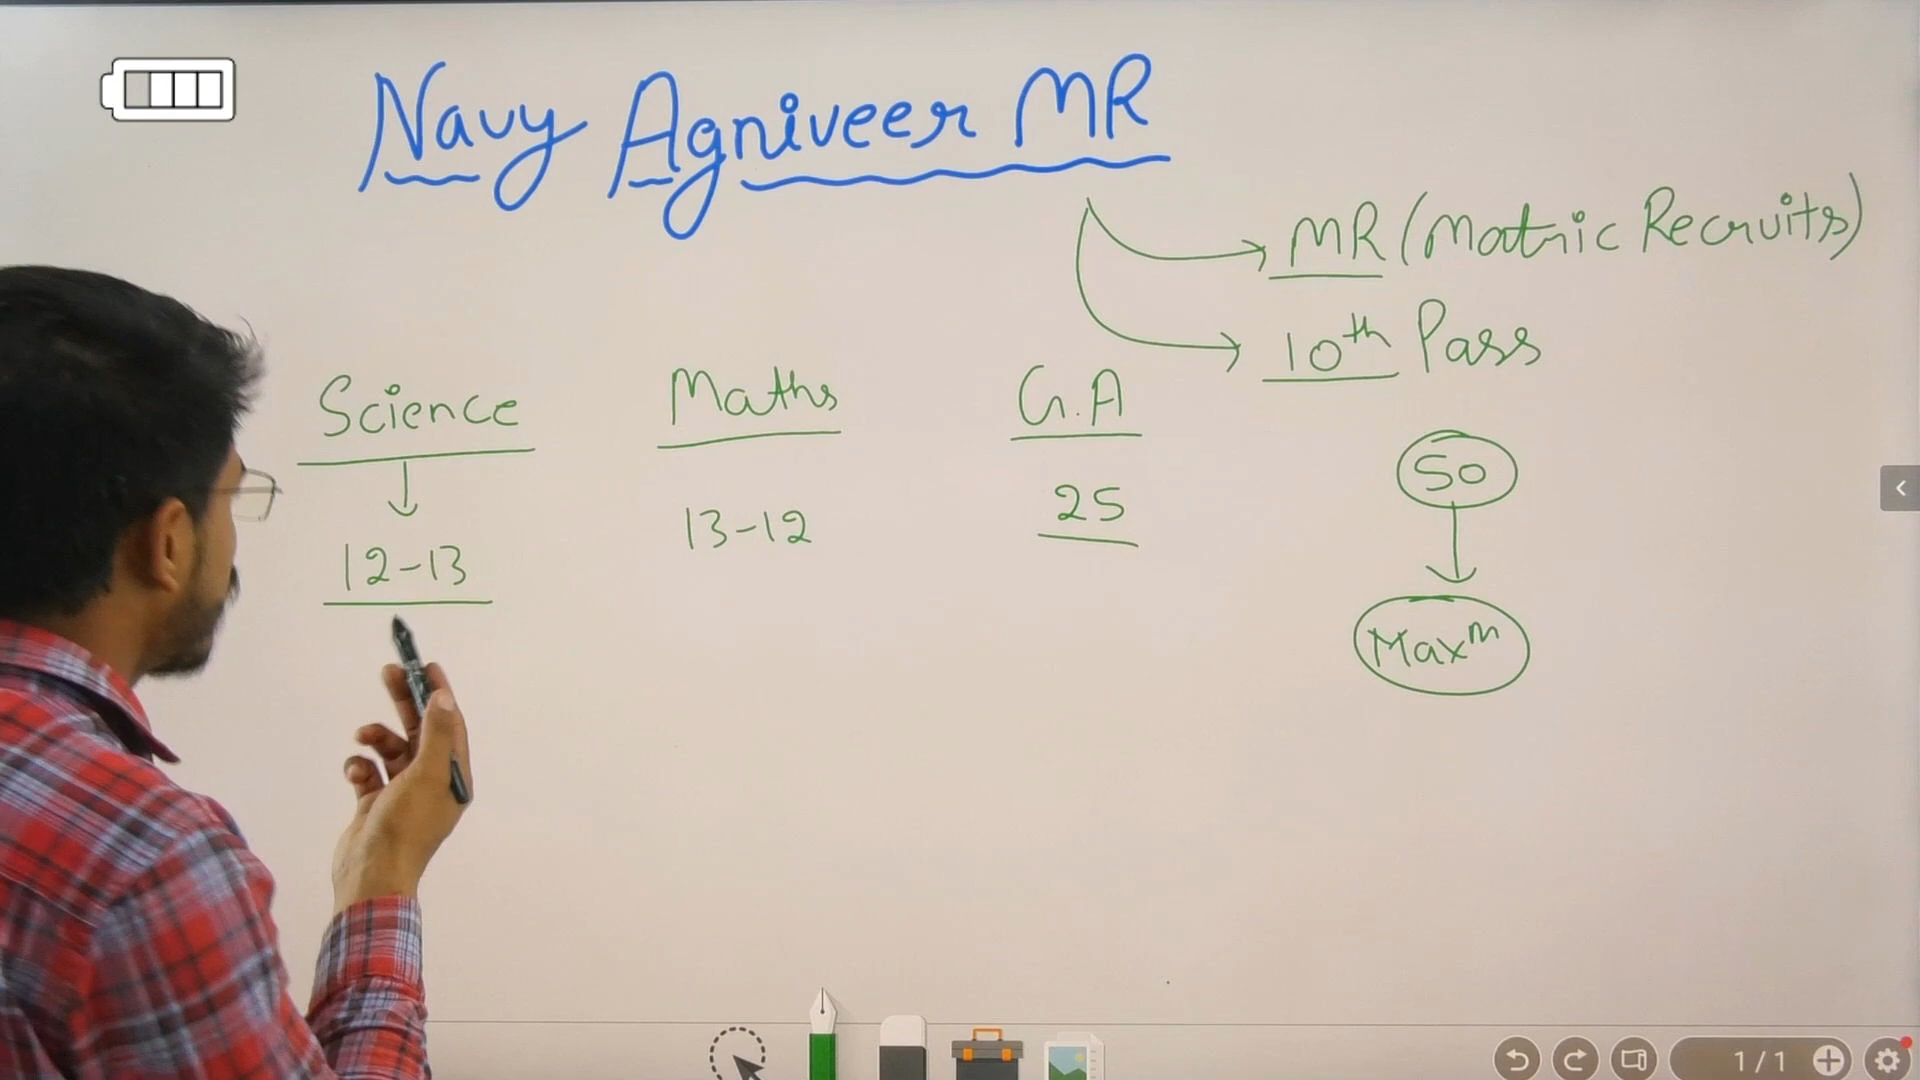 Navy Agniveer MR
MR (Matric Recruits)
10th Pass
Science
Maths
G.A
50
12-13
13-12
25
Maxm
1/1